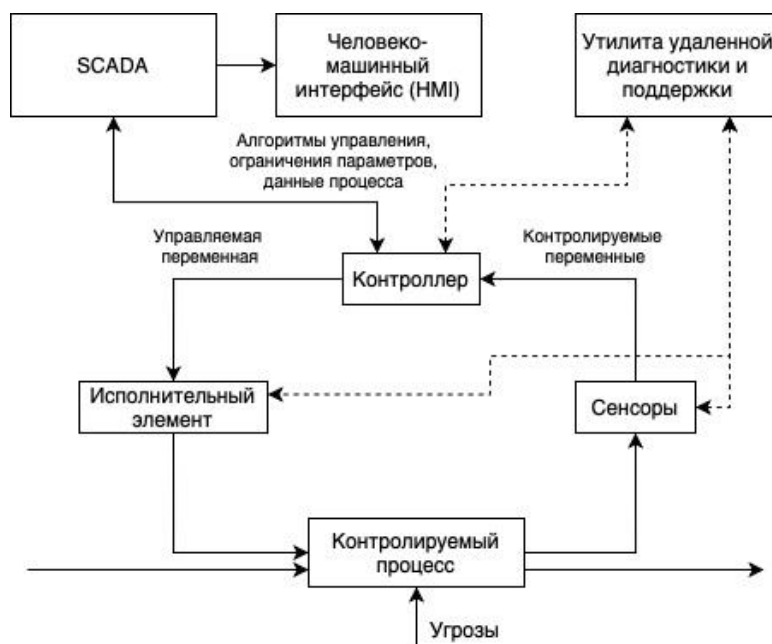 SCADA
Человеко-
машинный
интерфейс (HMI)
Утилита удаленной
диагностики и
поддержки
Алгоритмы управления,
ограничения параметров,
данные процесса
Управляемая
переменная
Контролируемые
переменные
Контроллер
Исполнительный
элемент
Сенсоры
Контролируемый
процесс
Угрозы